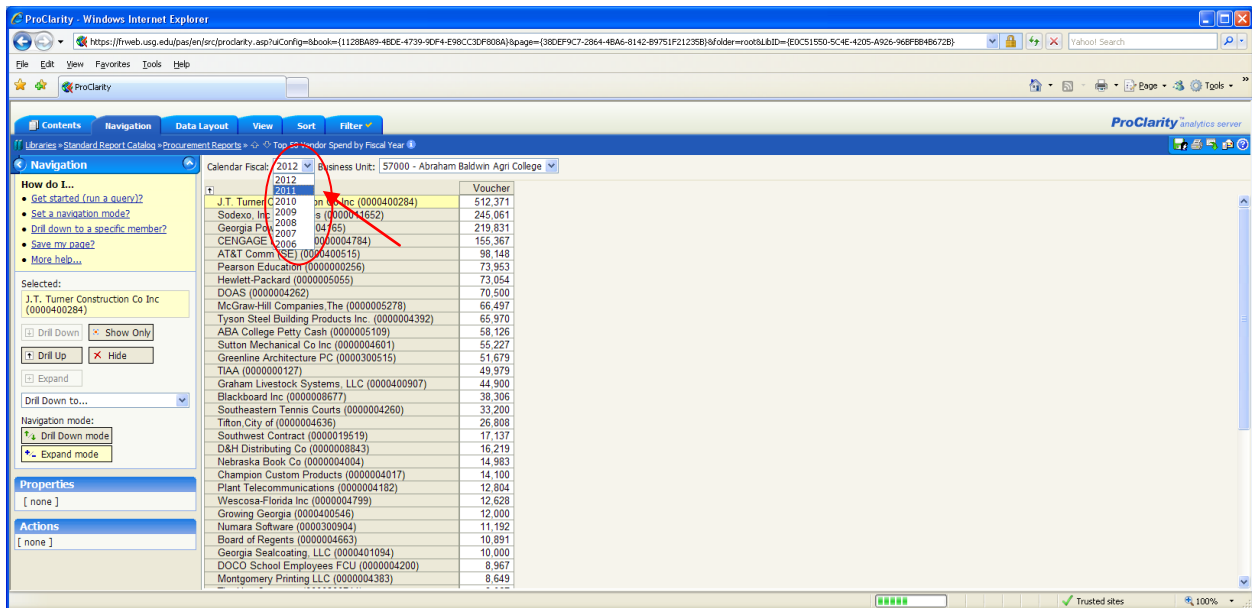 ProClarity - Windows Internet Explorer
https://frweb.usg.edu/pas/en/src/proclarity.asp?uiConfig=&book={1128BA89-4BDE-4739-9DF4-E98CC3DF808A}&page={38DEF9C7-2864-4BA6-8142-B9751F21235B}&folder=root&LibID={E0C51550-5C4E-4205-A926-96BFBB4B672B}
Yahoo! Search
File Edit View Favorites Tools Help
ProClarity
Page Tools
Contents Navigation Data Layout View Sort Filter
ProClarity™ analytics server
Libraries » Standard Report Catalog » Procurement Reports » Top 50 Vendor Spend by Fiscal Year
Navigation
How do I...
Get started (run a query)?
Set a navigation mode?
Drill down to a specific member?
Save my page?
More help...
Selected:
J.T. Turner Construction Co Inc
(0000400284)
Drill Down Show Only
Drill Up Hide
Expand
Drill Down to...
Navigation mode:
Drill Down mode
Expand mode
Properties
[ none ]
Actions
[ none ]
Calendar Fiscal: 2012 Business Unit: 57000 - Abraham Baldwin Agri College
2012
2011
2010
2009
2008
2007
2006
Voucher
J.T. Turner Co Inc (0000400284) 512,371
Sodexo, 245,061
Georgia 219,831
CENGAGE 0000004784) 155,367
AT&T Comm (SE) (0000400515) 98,148
Pearson Education (0000000256) 73,953
Hewlett-Packard (0000005055) 73,054
DOAS (0000004262) 70,500
McGraw-Hill Companies,The (0000005278) 66,497
Tyson Steel Building Products Inc. (0000004392) 65,970
ABA College Petty Cash (0000005109) 58,126
Sutton Mechanical Co Inc (0000004601) 55,227
Greenline Architecture PC (0000300515) 51,679
TIAA (0000000127) 49,979
Graham Livestock Systems, LLC (0000400907) 44,900
Blackboard Inc (0000008677) 38,306
Southeastern Tennis Courts (0000004260) 33,200
Tifton,City of (0000004636) 26,808
Southwest Contract (0000019519) 17,137
D&H Distributing Co (0000008843) 16,219
Nebraska Book Co (0000004004) 14,983
Champion Custom Products (0000004017) 14,100
Plant Telecommunications (0000004182) 12,804
Wescosa-Florida Inc (0000004799) 12,628
Growing Georgia (0000400546) 12,000
Numara Software (0000300904) 11,192
Board of Regents (0000004663) 10,891
Georgia Sealcoating, LLC (0000401094) 10,000
DOCO School Employees FCU (0000004200) 8,967
Montgomery Printing LLC (0000004383) 8,649
Trusted sites 100%